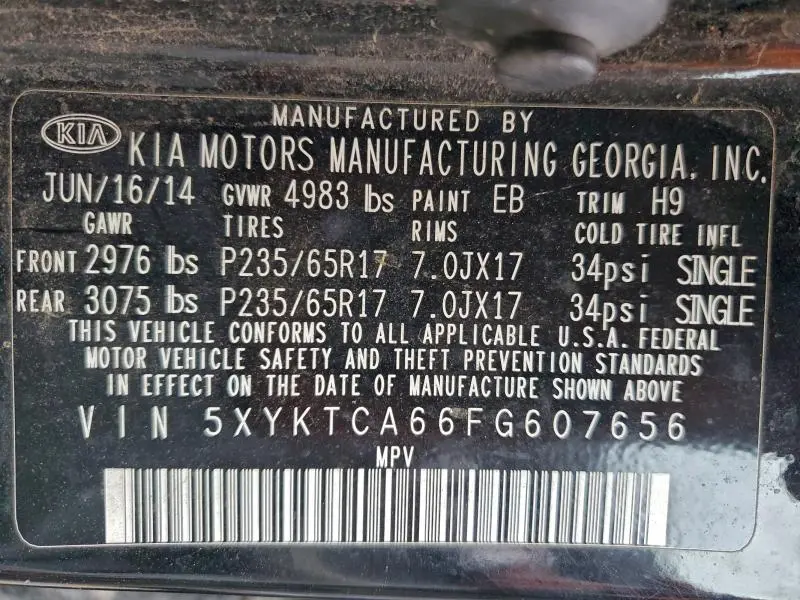 MANUFACTURED BY
KIA KIA MOTORS MANUFACTURING GEORGIA, INC.
JUN/16/14 GVWR 4983 lbs PAINT EB TRIM H9
GAWR TIRES RIMS COLD TIRE INFL
FRONT 2976 lbs P235/65R17 7.0JX17 34psi SINGLE
REAR 3075 lbs P235/65R17 7.0JX17 34psi SINGLE
THIS VEHICLE CONFORMS TO ALL APPLICABLE U.S.A. FEDERAL
MOTOR VEHICLE SAFETY AND THEFT PREVENTION STANDARDS
IN EFFECT ON THE DATE OF MANUFACTURE SHOWN ABOVE
VIN 5XYKTCA66FG607656
MPV